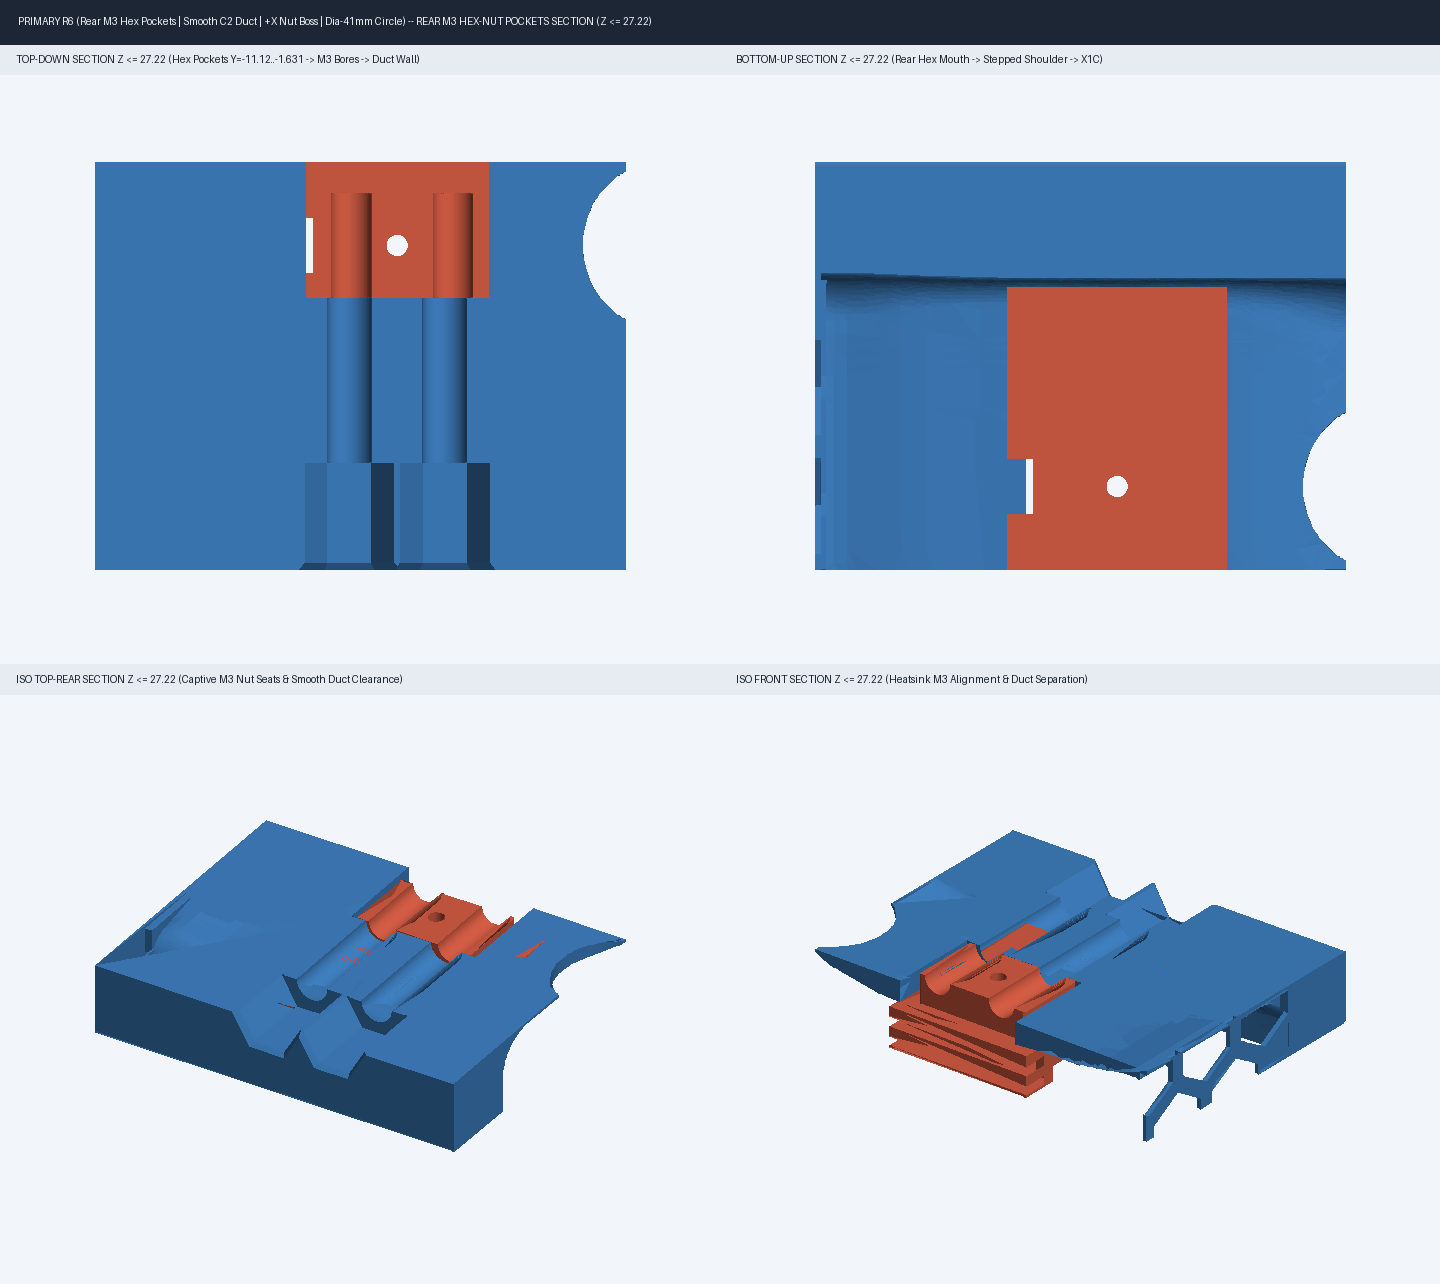 PRIMARY R6 (Rear M3 Hex Pockets | Smooth C2 Duct | +X Nut Boss | Dia-41mm Circle) -- REAR M3 HEX-NUT POCKETS SECTION (Z <= 27.22)
TOP-DOWN SECTION Z <= 27.22 (Hex Pockets Y=-11.12..-1.631 -> M3 Bores -> Duct Wall)
BOTTOM-UP SECTION Z <= 27.22 (Rear Hex Mouth -> Stepped Shoulder -> X1C)
ISO TOP-REAR SECTION Z <= 27.22 (Captive M3 Nut Seats & Smooth Duct Clearance)
ISO FRONT SECTION Z <= 27.22 (Heatsink M3 Alignment & Duct Separation)